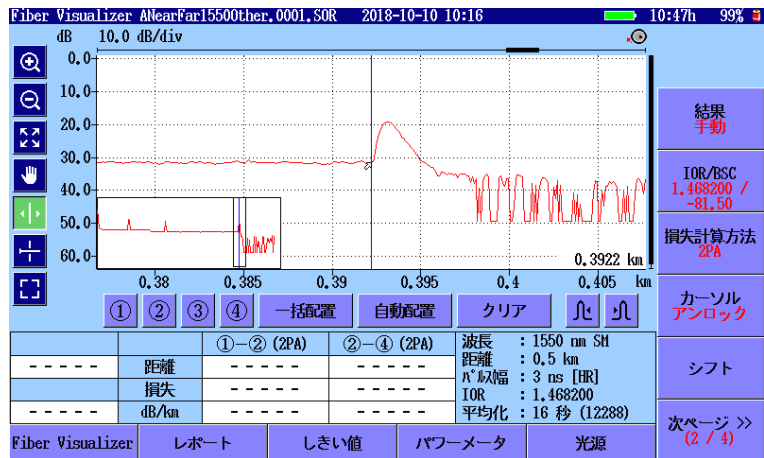 Fiber Visualizer ANearFar1550Other.0001.SOR 2018-10-10 10:16 10:47h 99%
dB 10.0 dB/div
0.0
10.0
20.0
30.0
40.0
50.0
60.0
0.3922 km
0.38 0.385 0.39 0.395 0.4 0.405 km
① ② ③ ④ 一括配置 自動配置 クリア
①-② (2PA) ②-④ (2PA)
- - - - - 距離 - - - - - - - - - -
損失 - - - - - - - - - -
- - - - - dB/km - - - - - - - - - -
波長 : 1550 nm SM
距離 : 0.5 km
パルス幅 : 3 ns [HR]
IOR : 1.468200
平均化 : 16 秒 (12288)
結果
手動
IOR/BSC
1.468200 /
-81.50
損失計算方法
2PA
カーソル
アンロック
シフト
次ページ >>
(2 / 4)
Fiber Visualizer レポート しきい値 パワーメータ 光源